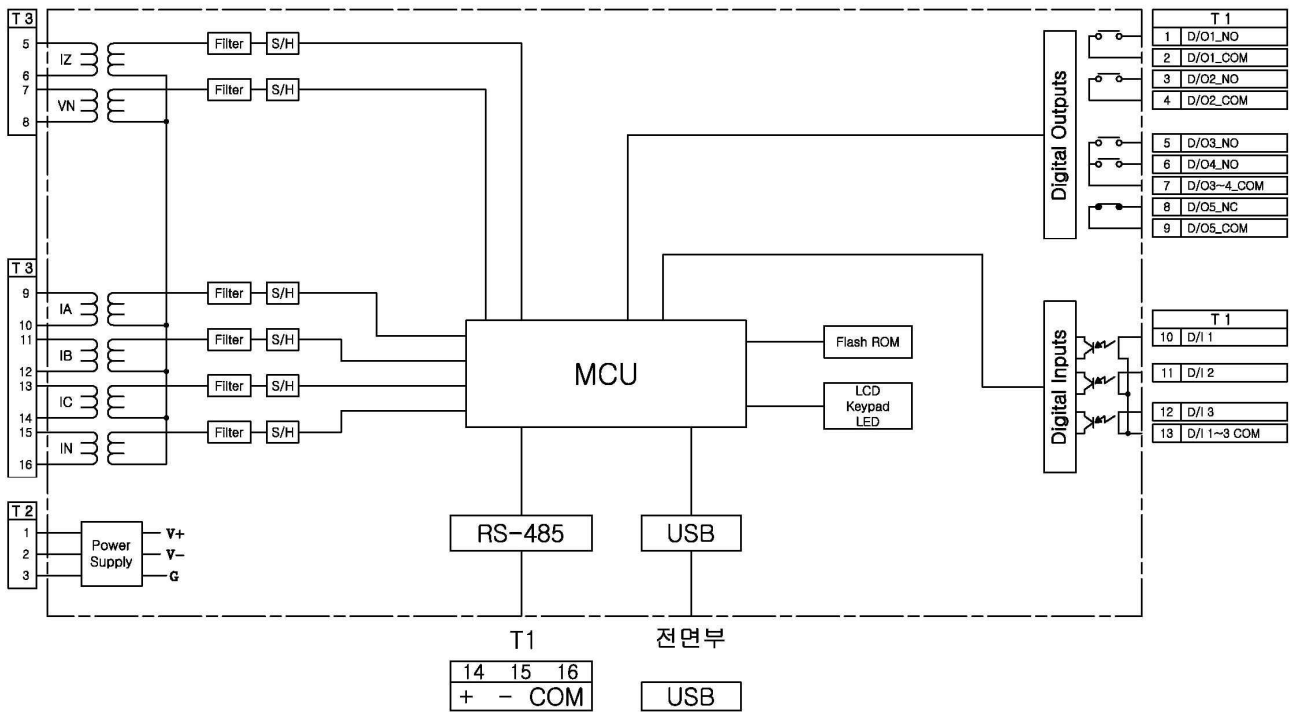 T 3
5
IZ
6
7
VN
8
Filter
S/H
Filter
S/H
T 3
9
IA
10
11
IB
12
13
IC
14
15
IN
16
Filter
S/H
Filter
S/H
Filter
S/H
Filter
S/H
T 2
1
2
3
Power
Supply
V+
V-
G
MCU
Flash ROM
LCD
Keypad
LED
RS-485
USB
Digital Outputs
Digital Inputs
T 1
1 D/O1_NO
2 D/O1_COM
3 D/O2_NO
4 D/O2_COM
5 D/O3_NO
6 D/O4_NO
7 D/O3~4_COM
8 D/O5_NC
9 D/O5_COM
T 1
10 D/I 1
11 D/I 2
12 D/I 3
13 D/I 1~3 COM
T1
14 15 16
+ - COM
전면부
USB